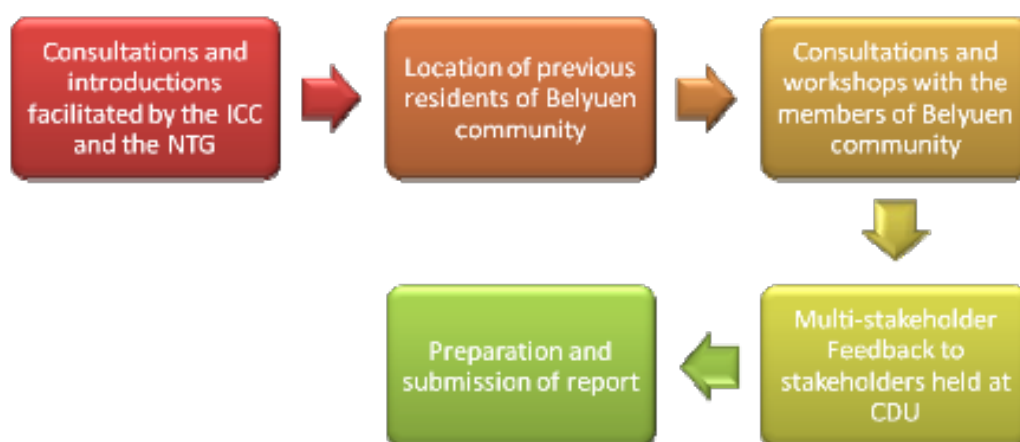 Consultations and
introductions
facilitated by the ICC
and the NTG
Location of previous
residents of Belyuen
community
Consultations and
workshops with the
members of Belyuen
community
Multi-stakeholder
Feedback to
stakeholders held at
CDU
Preparation and
submission of report